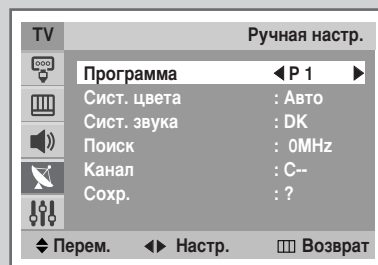 TV Ручная настр.
Программа ◀ P 1 ▶
Сист. цвета : Авто
Сист. звука : DK
Поиск : 0MHz
Канал : C--
Сохр. : ?
Перем. Настр. Возврат